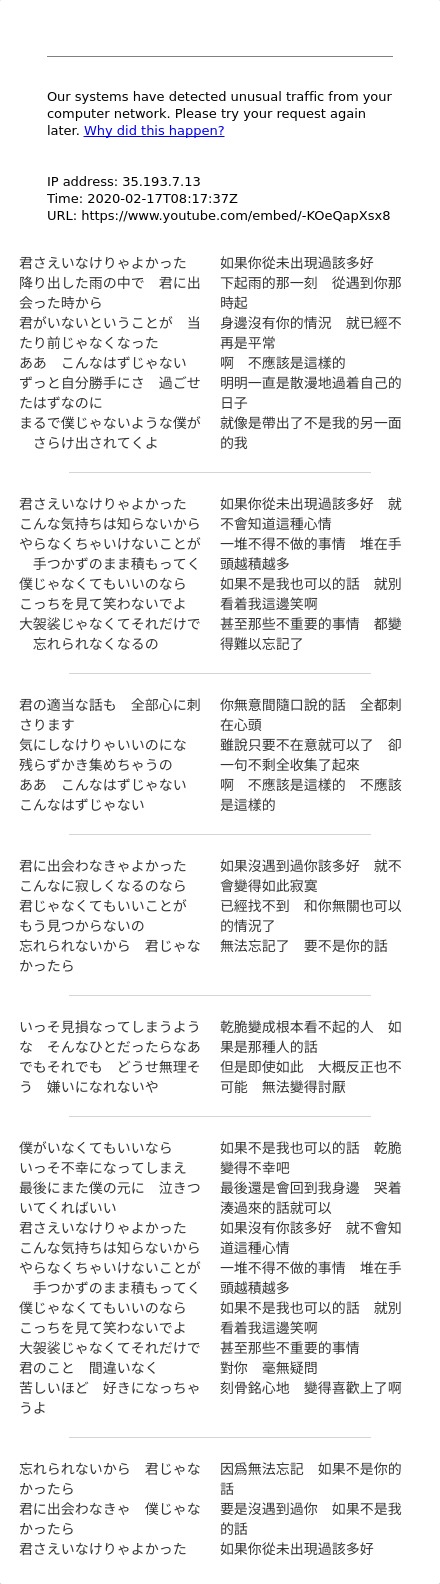 Our systems have detected unusual traffic from your
computer network. Please try your request again
later. Why did this happen?
IP address: 35.193.7.13
Time: 2020-02-17T08:17:37Z
URL: https://www.youtube.com/embed/-KOeQapXsx8
君さえいなけりゃよかった
降り出した雨の中で　君に出
会った時から
君がいないということが　当
たり前じゃなくなった
ああ　こんなはずじゃない
ずっと自分勝手にさ　過ごせ
たはずなのに
まるで僕じゃないような僕が
　さらけ出されてくよ
如果你從未出現過該多好
下起雨的那一刻　從遇到你那
時起
身邊沒有你的情況　就已經不
再是平常
啊　不應該是這樣的
明明一直是散漫地過着自己的
日子
就像是帶出了不是我的另一面
的我
君さえいなけりゃよかった
こんな気持ちは知らないから
やらなくちゃいけないことが
　手つかずのまま積もってく
僕じゃなくてもいいのなら
こっちを見て笑わないでよ
大袈裟じゃなくてそれだけで
　忘れられなくなるの
如果你從未出現過該多好　就
不會知道這種心情
一堆不得不做的事情　堆在手
頭越積越多
如果不是我也可以的話　就別
看着我這邊笑啊
甚至那些不重要的事情　都變
得難以忘記了
君の適当な話も　全部心に刺
さります
気にしなけりゃいいのにな
残らずかき集めちゃうの
ああ　こんなはずじゃない
こんなはずじゃない
你無意間隨口說的話　全都刺
在心頭
雖說只要不在意就可以了　卻
一句不剩全收集了起來
啊　不應該是這樣的　不應該
是這樣的
君に出会わなきゃよかった
こんなに寂しくなるのなら
君じゃなくてもいいことが
もう見つからないの
忘れられないから　君じゃな
かったら
如果沒遇到過你該多好　就不
會變得如此寂寞
已經找不到　和你無關也可以
的情況了
無法忘記了　要不是你的話
いっそ見損なってしまうよう
な　そんなひとだったらなあ
でもそれでも　どうせ無理そ
う　嫌いになれないや
乾脆變成根本看不起的人　如
果是那種人的話
但是即使如此　大概反正也不
可能　無法變得討厭
僕がいなくてもいいなら
いっそ不幸になってしまえ
最後にまた僕の元に　泣きつ
いてくればいい
君さえいなけりゃよかった
こんな気持ちは知らないから
やらなくちゃいけないことが
　手つかずのまま積もってく
僕じゃなくてもいいのなら
こっちを見て笑わないでよ
大袈裟じゃなくてそれだけで
君のこと　間違いなく
苦しいほど　好きになっちゃ
うよ
如果不是我也可以的話　乾脆
變得不幸吧
最後還是會回到我身邊　哭着
湊過來的話就可以
如果沒有你該多好　就不會知
道這種心情
一堆不得不做的事情　堆在手
頭越積越多
如果不是我也可以的話　就別
看着我這邊笑啊
甚至那些不重要的事情
對你　毫無疑問
刻骨銘心地　變得喜歡上了啊
忘れられないから　君じゃな
かったら
君に出会わなきゃ　僕じゃな
かったら
君さえいなけりゃよかった
因爲無法忘記　如果不是你的
話
要是沒遇到過你　如果不是我
的話
如果你從未出現過該多好